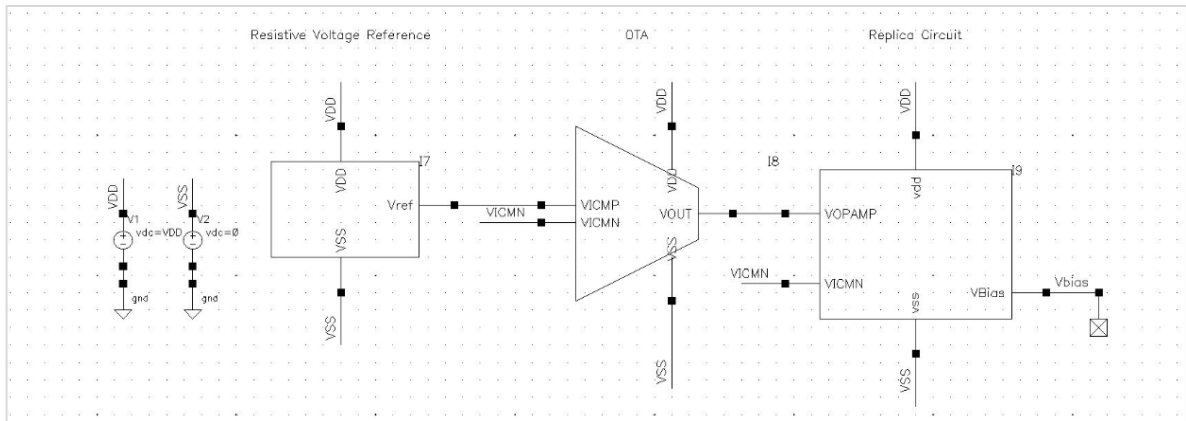 Resistive Voltage Reference
OTA
Replica Circuit
VDD
VSS
V1
vdc=VDD
gnd
V2
vdc=0
gnd
VDD
I7
VDD
Vref
VSS
VSS
VDD
I8
VDD
VICMP
VICMN
VICMN
VOUT
VSS
VSS
VDD
I9
vdd
VOPAMP
VICMN
VICMN
VBias
Vbias
vss
VSS